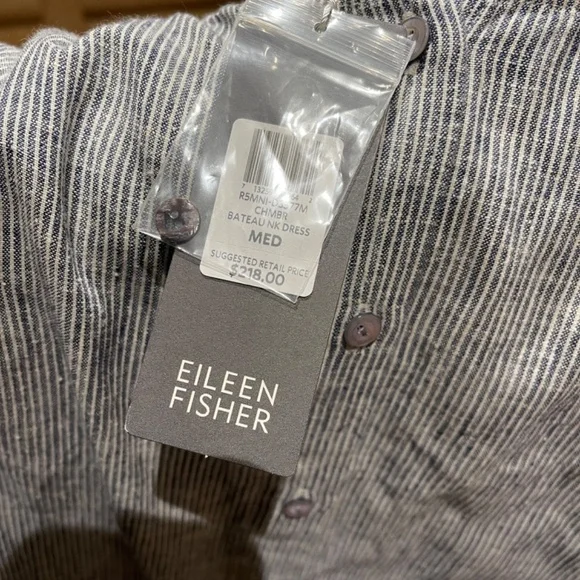 CHMBR
BATEAU NK DRESS
MED
SUGGESTED RETAIL PRICE
$218.00
EILEEN
FISHER